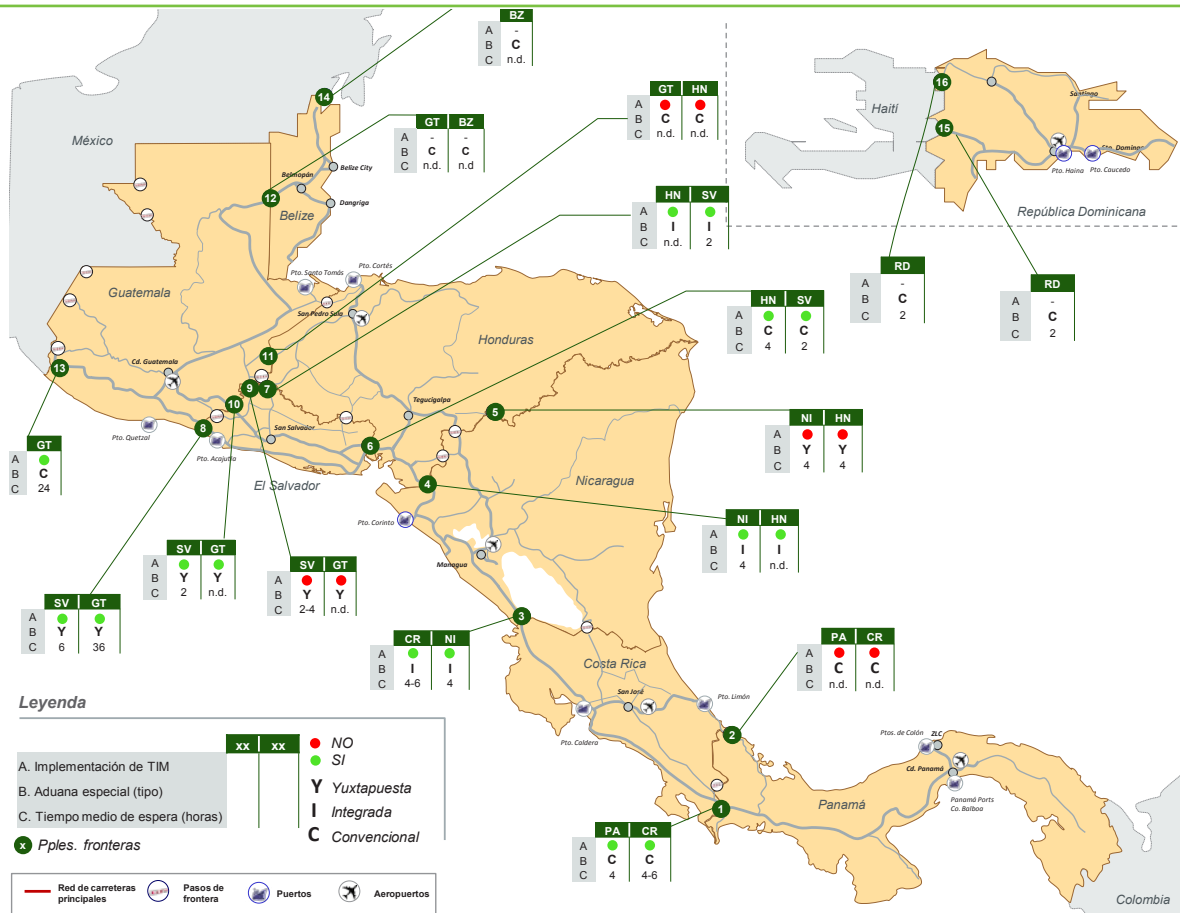 BZ
A -
B C
C n.d.
14
GT HN
A
B C C
C n.d. n.d.
GT BZ
A - -
B C C
C n.d. n.d
México
Belmopán
Belize City
12
Dangriga
Belize
HN SV
A
B I I
C n.d. 2
16
Haití
Santiago
15
Sto. Domingo
Pto. Haina
Pto. Caucedo
República Dominicana
RD
A -
B C
C 2
RD
A -
B C
C 2
Guatemala
Pto. Santo Tomás
Pto. Cortés
San Pedro Sula
HN SV
A
B C C
C 4 2
Honduras
11
13
Cd. Guatemala
9
7
10
Tegucigalpa
5
8
San Salvador
6
Pto. Quetzal
Pto. Acajutla
El Salvador
NI HN
A
B Y Y
C 4 4
GT
A
B C
C 24
4
Nicaragua
Pto. Corinto
NI HN
A
B I I
C 4 n.d.
SV GT
A
B Y Y
C 2 n.d.
SV GT
A
B Y Y
C 2-4 n.d.
Managua
SV GT
A
B Y Y
C 6 36
3
CR NI
A
B I I
C 4-6 4
Costa Rica
San José
Pto. Limón
PA CR
A
B C C
C n.d. n.d.
Pto. Caldera
2
Ptos. de Colón
ZLC
Cd. Panamá
Panamá
Panamá Ports
Co. Balboa
1
PA CR
A
B C C
C 4 4-6
Colombia
Leyenda
xx xx
A. Implementación de TIM
B. Aduana especial (tipo)
C. Tiempo medio de espera (horas)
NO
SI
Y Yuxtapuesta
I Integrada
C Convencional
x Pples. fronteras
Red de carreteras
principales
Pasos de
frontera
Puertos
Aeropuertos